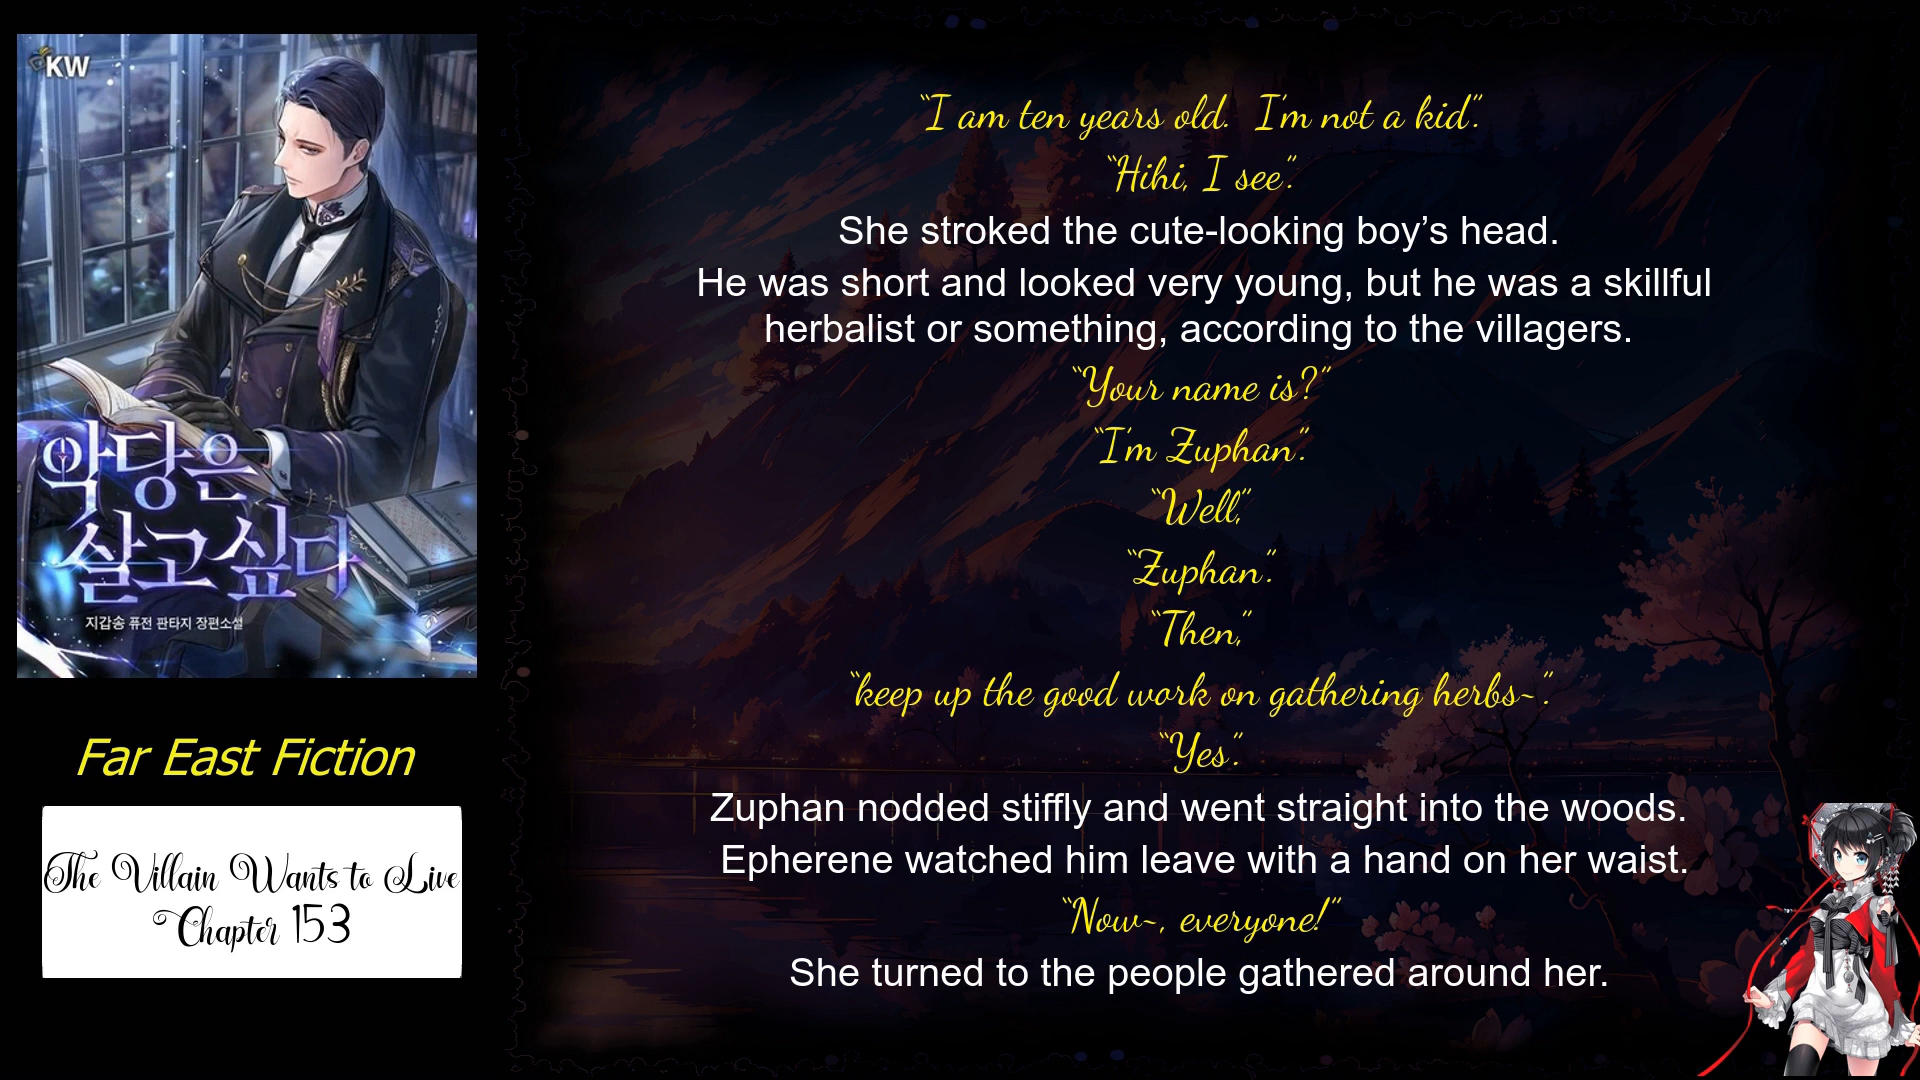 KW
악당은
살고싶다
지갑송 퓨전 판타지 장편소설
Far East Fiction
The Villain Wants to Live
Chapter 153
“I am ten years old. I'm not a kid”.
“Hihi, I see”.
She stroked the cute-looking boy’s head.
He was short and looked very young, but he was a skillful
herbalist or something, according to the villagers.
“Your name is?”
“I'm Zuphan”.
“Well,”
“Zuphan”.
“Then,”
“keep up the good work on gathering herbs~”.
“Yes”.
Zuphan nodded stiffly and went straight into the woods.
Epherene watched him leave with a hand on her waist.
“Now~, everyone!”
She turned to the people gathered around her.